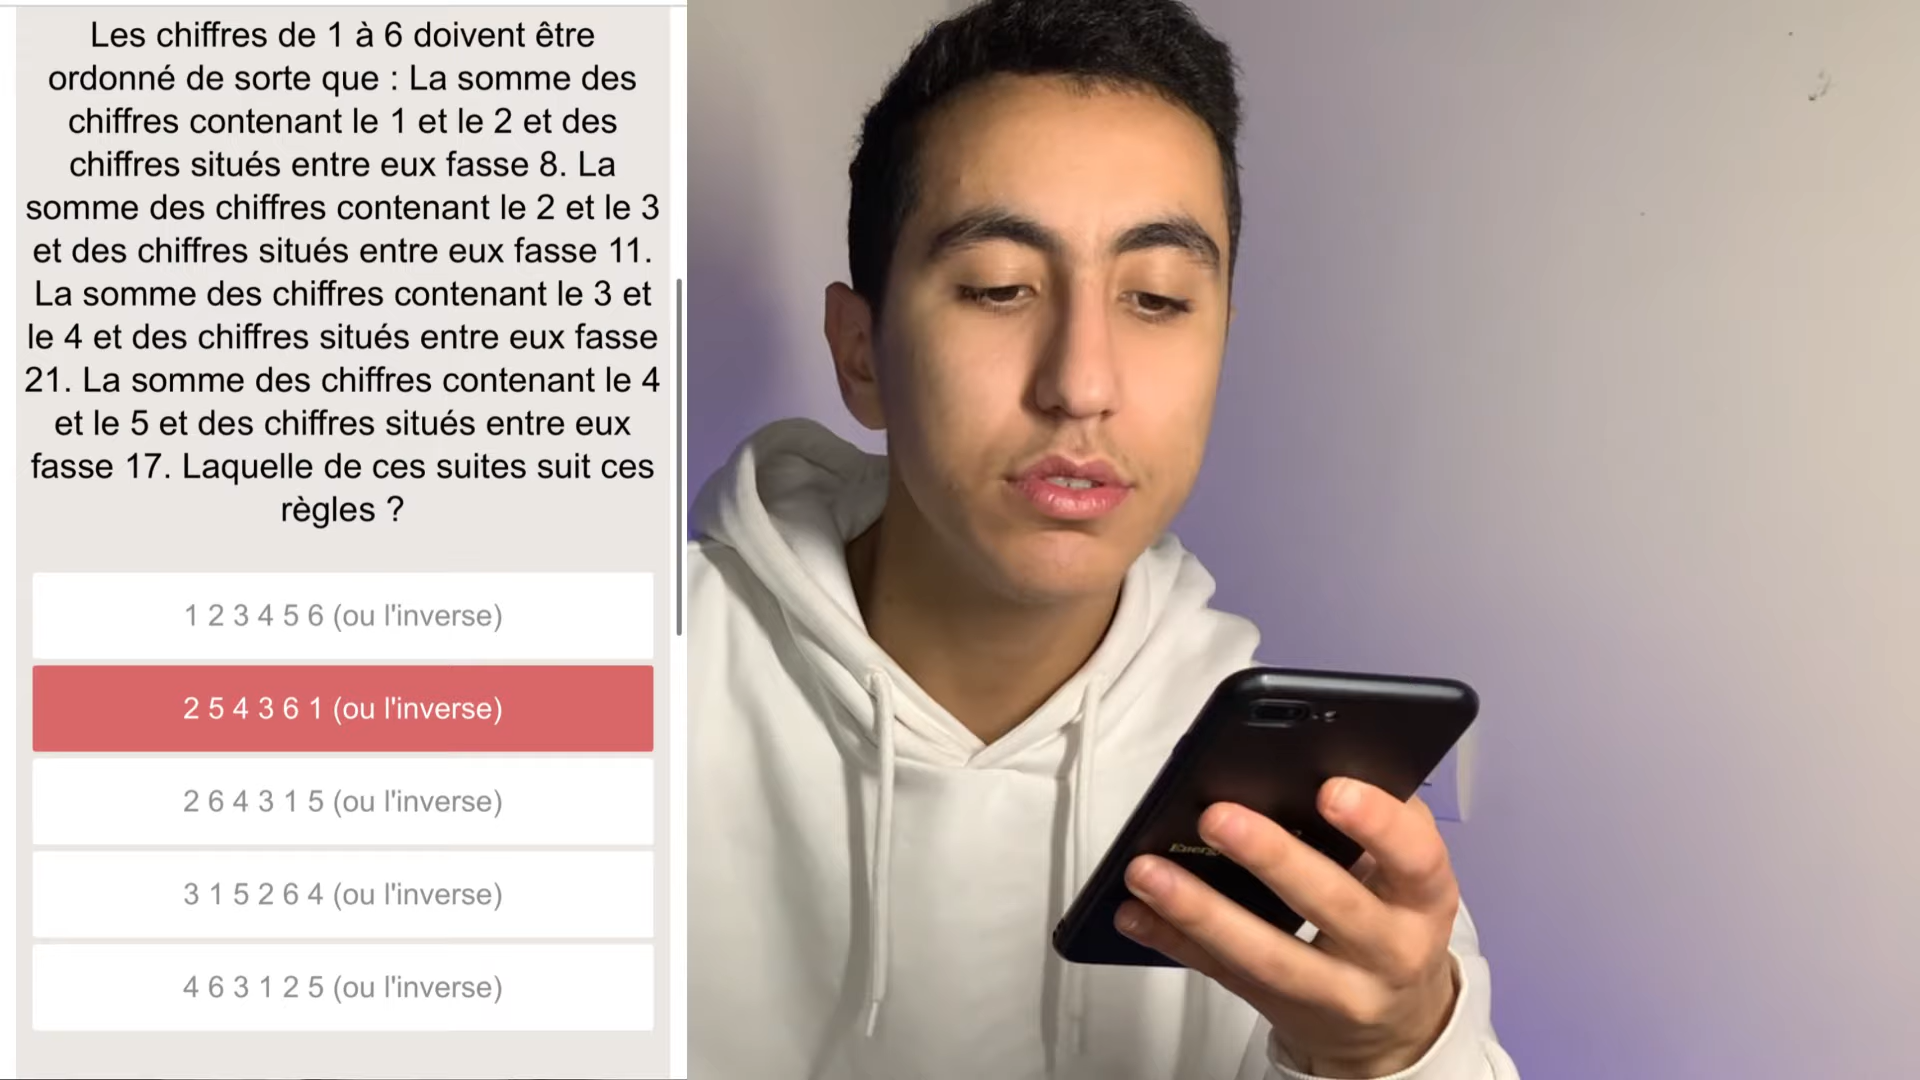 Les chiffres de 1 à 6 doivent être
ordonné de sorte que : La somme des
chiffres contenant le 1 et le 2 et des
chiffres situés entre eux fasse 8. La
somme des chiffres contenant le 2 et le 3
et des chiffres situés entre eux fasse 11.
La somme des chiffres contenant le 3 et
le 4 et des chiffres situés entre eux fasse
21. La somme des chiffres contenant le 4
et le 5 et des chiffres situés entre eux
fasse 17. Laquelle de ces suites suit ces
règles ?
1 2 3 4 5 6 (ou l'inverse)
2 5 4 3 6 1 (ou l'inverse)
2 6 4 3 1 5 (ou l'inverse)
3 1 5 2 6 4 (ou l'inverse)
4 6 3 1 2 5 (ou l'inverse)